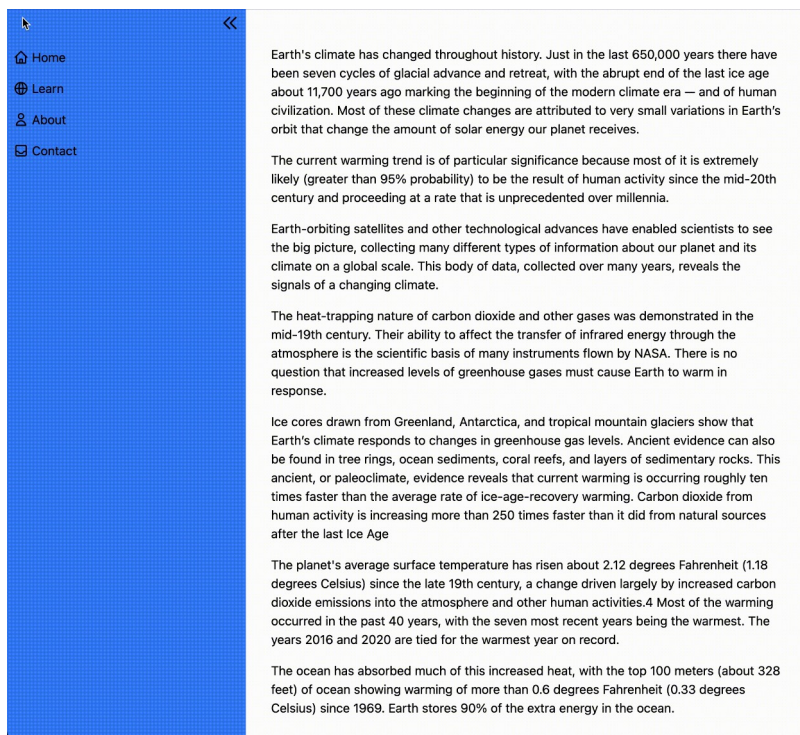 Home
Learn
About
Contact
Earth's climate has changed throughout history. Just in the last 650,000 years there have
been seven cycles of glacial advance and retreat, with the abrupt end of the last ice age
about 11,700 years ago marking the beginning of the modern climate era — and of human
civilization. Most of these climate changes are attributed to very small variations in Earth's
orbit that change the amount of solar energy our planet receives.
The current warming trend is of particular significance because most of it is extremely
likely (greater than 95% probability) to be the result of human activity since the mid-20th
century and proceeding at a rate that is unprecedented over millennia.
Earth-orbiting satellites and other technological advances have enabled scientists to see
the big picture, collecting many different types of information about our planet and its
climate on a global scale. This body of data, collected over many years, reveals the
signals of a changing climate.
The heat-trapping nature of carbon dioxide and other gases was demonstrated in the
mid-19th century. Their ability to affect the transfer of infrared energy through the
atmosphere is the scientific basis of many instruments flown by NASA. There is no
question that increased levels of greenhouse gases must cause Earth to warm in
response.
Ice cores drawn from Greenland, Antarctica, and tropical mountain glaciers show that
Earth's climate responds to changes in greenhouse gas levels. Ancient evidence can also
be found in tree rings, ocean sediments, coral reefs, and layers of sedimentary rocks. This
ancient, or paleoclimate, evidence reveals that current warming is occurring roughly ten
times faster than the average rate of ice-age-recovery warming. Carbon dioxide from
human activity is increasing more than 250 times faster than it did from natural sources
after the last Ice Age
The planet's average surface temperature has risen about 2.12 degrees Fahrenheit (1.18
degrees Celsius) since the late 19th century, a change driven largely by increased carbon
dioxide emissions into the atmosphere and other human activities.4 Most of the warming
occurred in the past 40 years, with the seven most recent years being the warmest. The
years 2016 and 2020 are tied for the warmest year on record.
The ocean has absorbed much of this increased heat, with the top 100 meters (about 328
feet) of ocean showing warming of more than 0.6 degrees Fahrenheit (0.33 degrees
Celsius) since 1969. Earth stores 90% of the extra energy in the ocean.